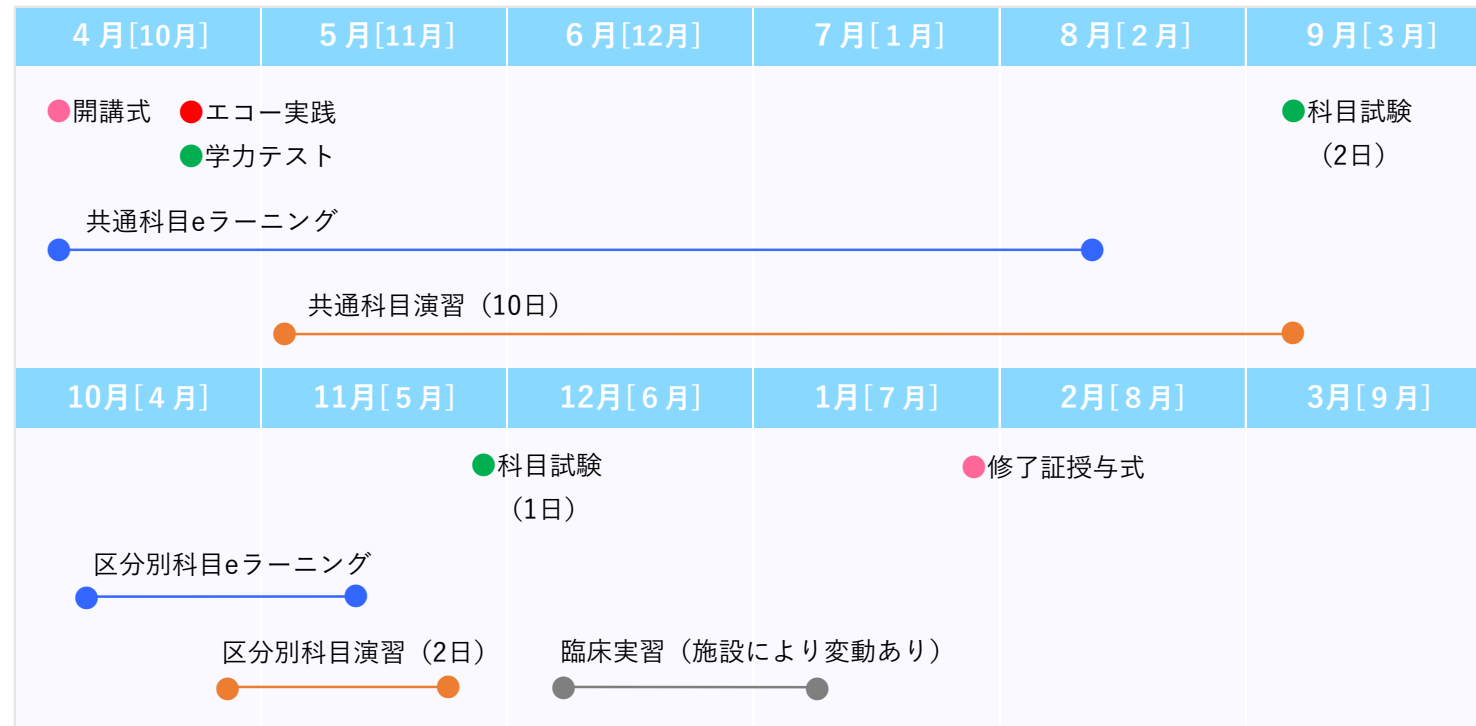 4月[10月] 5月[11月] 6月[12月] 7月[1月] 8月[2月] 9月[3月]
開講式 エコー実践 科目試験
学力テスト (2日)
共通科目eラーニング
共通科目演習（10日）
10月[4月] 11月[5月] 12月[6月] 1月[7月] 2月[8月] 3月[9月]
科目試験 修了証授与式
(1日)
区分別科目eラーニング
区分別科目演習（2日） 臨床実習（施設により変動あり）